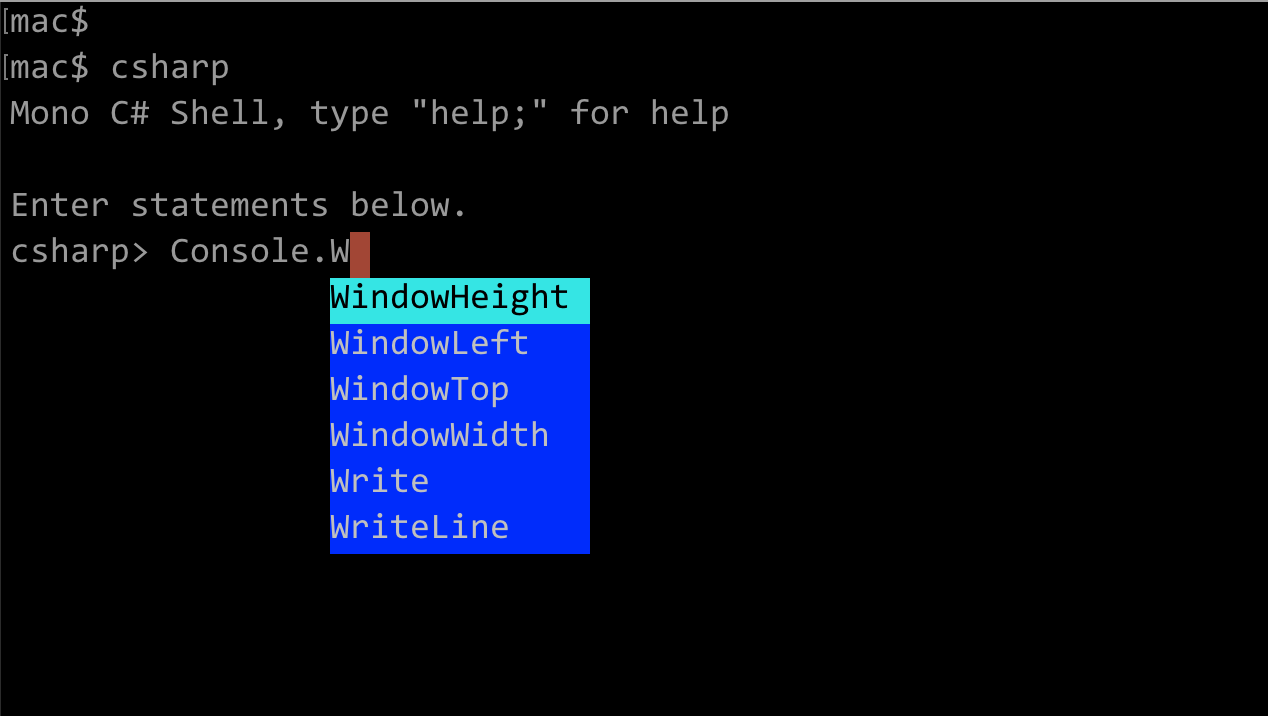 [mac$
[mac$ csharp
Mono C# Shell, type "help;" for help
Enter statements below.
csharp> Console.W
WindowHeight
WindowLeft
WindowTop
WindowWidth
Write
WriteLine